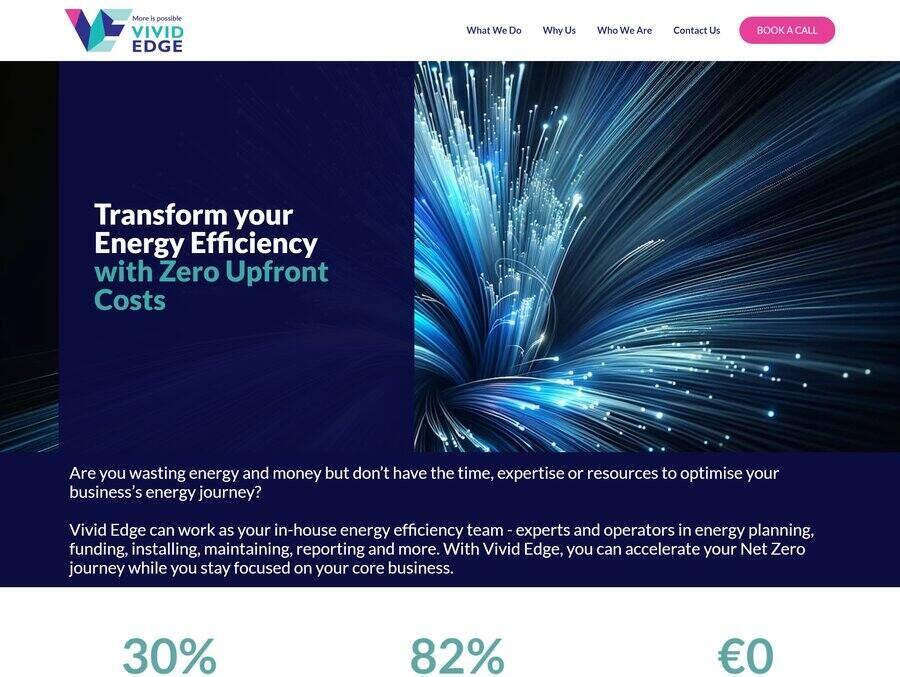 More is possible
VIVID
EDGE
What We Do
Why Us
Who We Are
Contact Us
BOOK A CALL
Transform your
Energy Efficiency
with Zero Upfront
Costs
Are you wasting energy and money but don’t have the time, expertise or resources to optimise your
business’s energy journey?
Vivid Edge can work as your in-house energy efficiency team - experts and operators in energy planning,
funding, installing, maintaining, reporting and more. With Vivid Edge, you can accelerate your Net Zero
journey while you stay focused on your core business.
30%
82%
€0